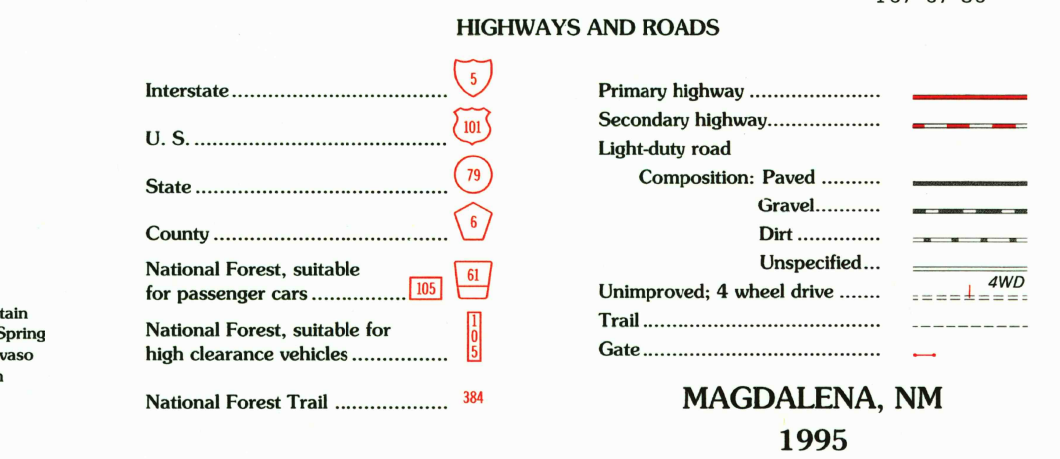 HIGHWAYS AND ROADS
Interstate 5
U. S. 101
State 79
County 6
National Forest, suitable
for passenger cars 105 61
National Forest, suitable for
high clearance vehicles 105
National Forest Trail 384
Primary highway
Secondary highway
Light-duty road
Composition: Paved
Gravel
Dirt
Unspecified
Unimproved; 4 wheel drive 4WD
Trail
Gate
MAGDALENA, NM
1995
tain
Spring
vaso